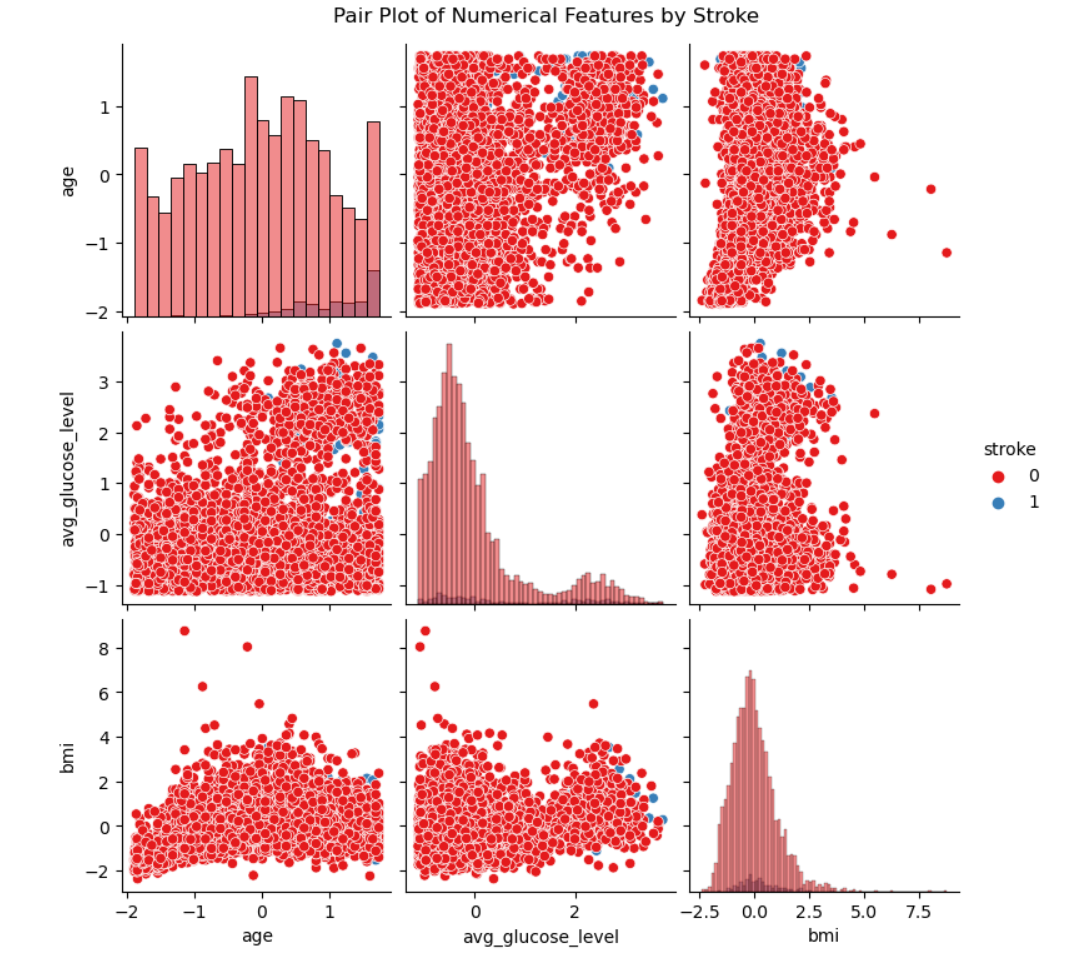 Pair Plot of Numerical Features by Stroke
age
1
0
−1
−2
avg_glucose_level
3
2
1
0
−1
stroke
0
1
bmi
8
6
4
2
0
−2
−2 −1 0 1
0 2
−2.5 0.0 2.5 5.0 7.5
age avg_glucose_level bmi